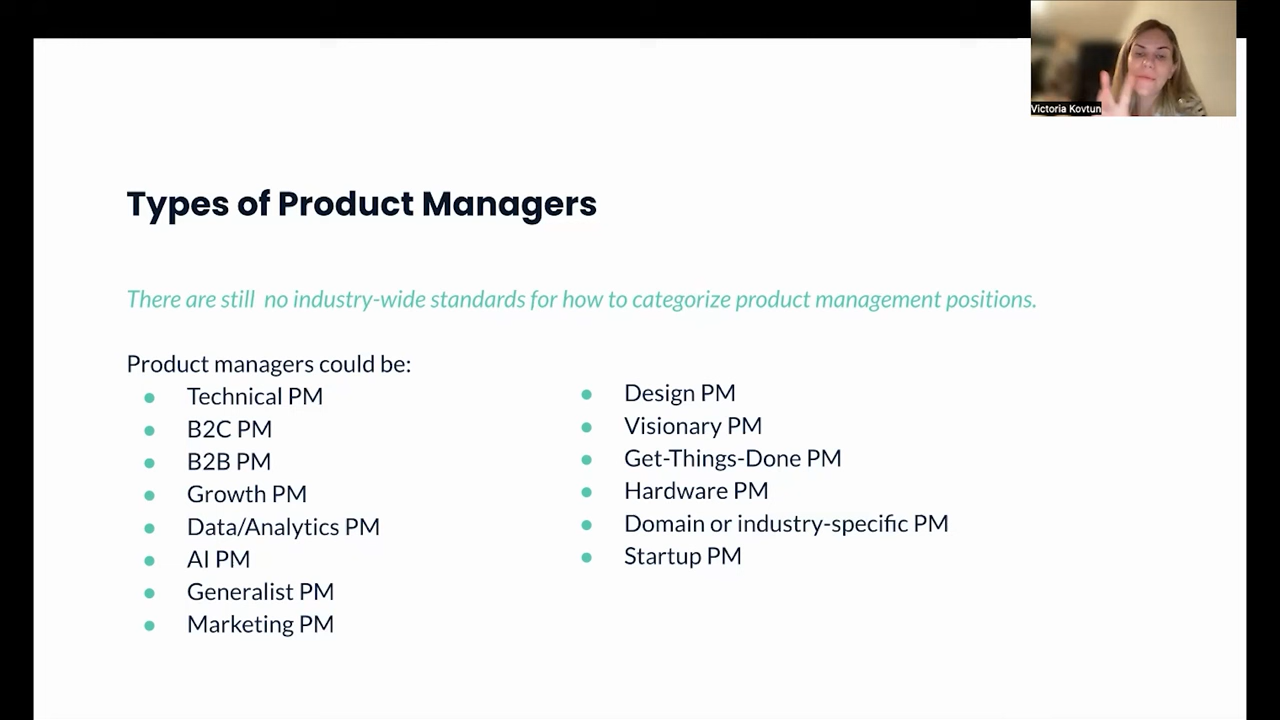 Victoria Kovtun
Types of Product Managers
There are still no industry-wide standards for how to categorize product management positions.
Product managers could be:
● Technical PM
● B2C PM
● B2B PM
● Growth PM
● Data/Analytics PM
● AI PM
● Generalist PM
● Marketing PM
● Design PM
● Visionary PM
● Get-Things-Done PM
● Hardware PM
● Domain or industry-specific PM
● Startup PM